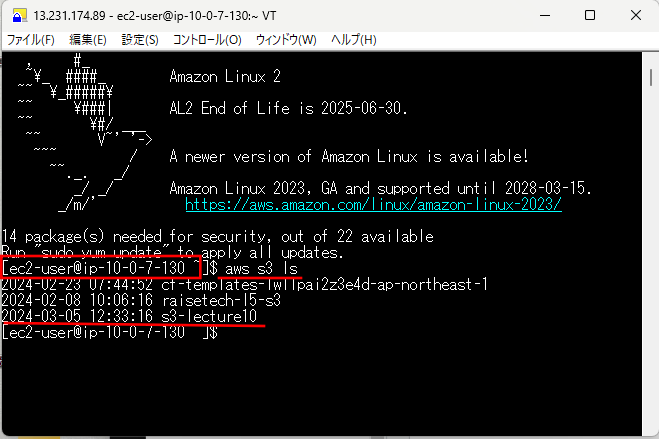 13.231.174.89 - ec2-user@ip-10-0-7-130:~ VT
ファイル(F) 編集(E) 設定(S) コントロール(O) ウィンドウ(W) ヘルプ(H)
Amazon Linux 2
AL2 End of Life is 2025-06-30.
A newer version of Amazon Linux is available!
Amazon Linux 2023, GA and supported until 2028-03-15.
https://aws.amazon.com/linux/amazon-linux-2023/
14 package(s) needed for security, out of 22 available
Run "sudo yum update" to apply all updates.
[ec2-user@ip-10-0-7-130 ~]$ aws s3 ls
2024-02-23 07:44:52
2024-02-08 10:06:16 raisetech-l5-s3
2024-03-05 12:33:16 s3-lecture10
[ec2-user@ip-10-0-7-130 ]$